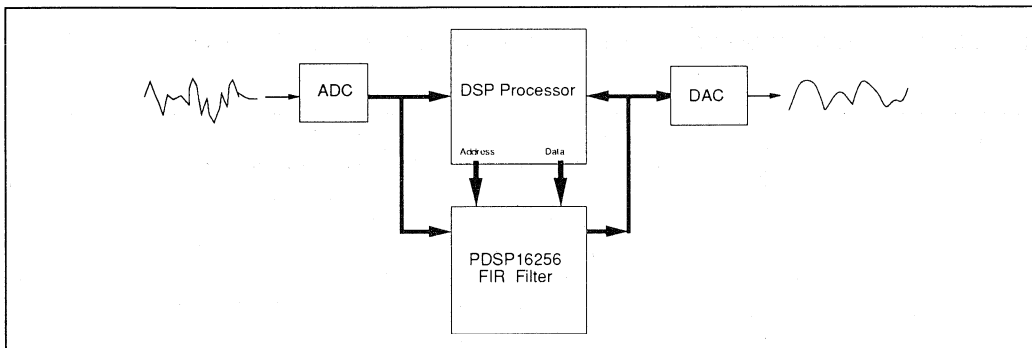 ADC
DSP Processor
DAC
Address
Data
PDSP16256
FIR Filter